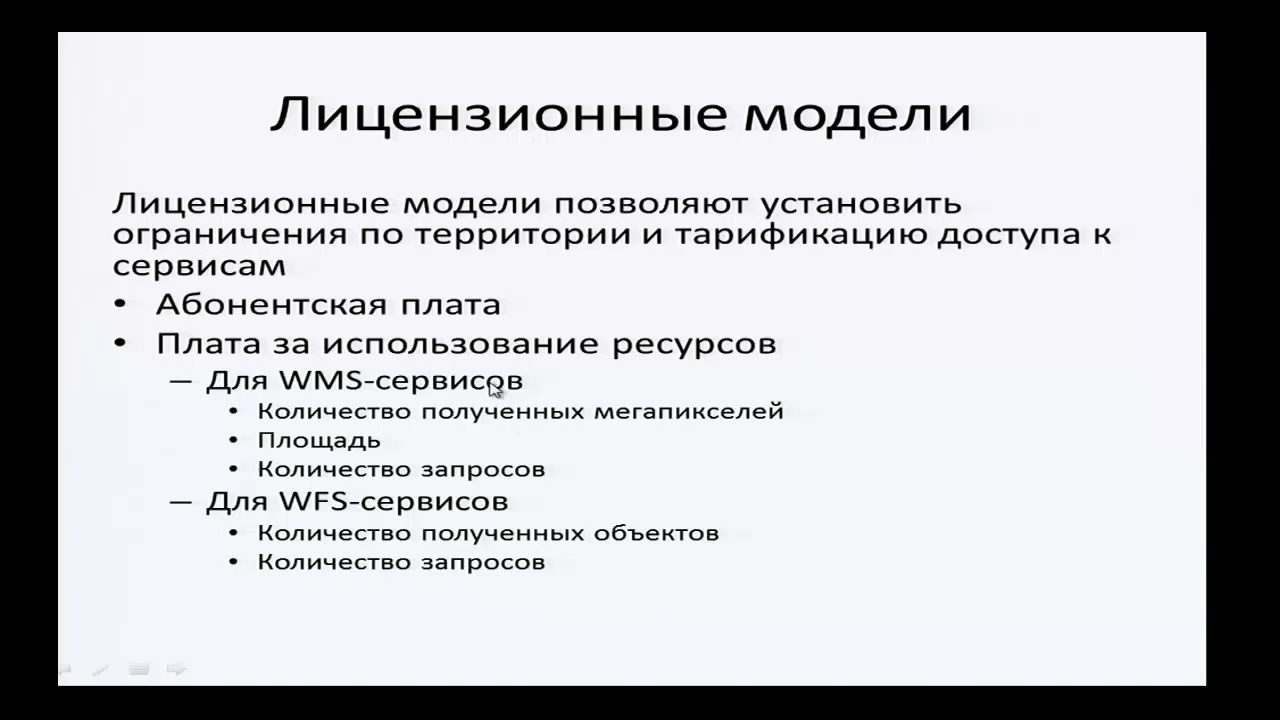 Лицензионные модели
Лицензионные модели позволяют установить
ограничения по территории и тарификацию доступа к
сервисам
• Абонентская плата
• Плата за использование ресурсов
— Для WMS-сервисов
• Количество полученных мегапикселей
• Площадь
• Количество запросов
— Для WFS-сервисов
• Количество полученных объектов
• Количество запросов